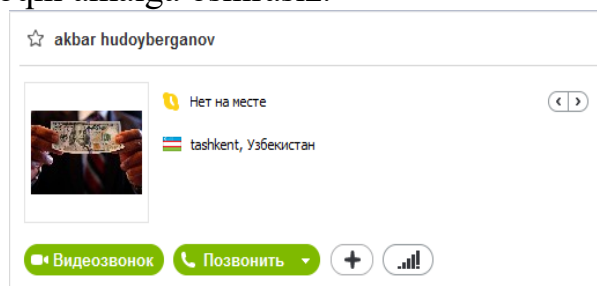 akbar hudoyberganov
Нет на месте
tashkent, Узбекистан
Видеозвонок Позвонить